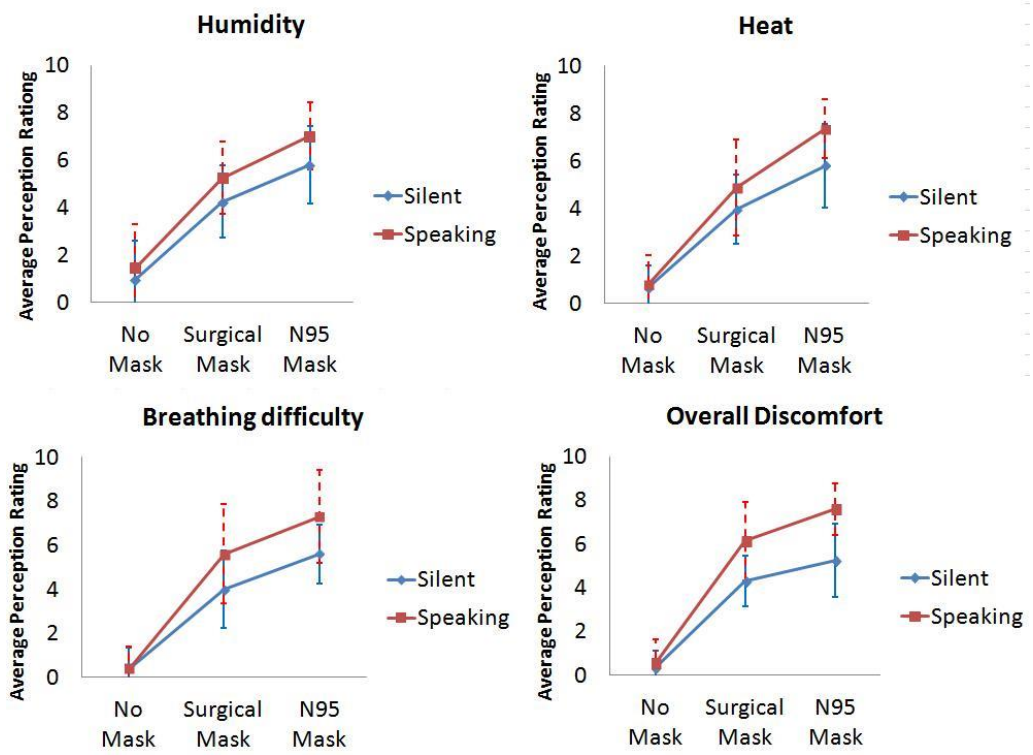 Humidity
Average Perception Rationg
10
8
6
4
2
0
No
Mask
Surgical
Mask
N95
Mask
Silent
Speaking
Heat
Average Perception Rating
10
8
6
4
2
0
No
Mask
Surgical
Mask
N95
Mask
Silent
Speaking
Breathing difficulty
Average Perception Rating
10
8
6
4
2
0
No
Mask
Surgical
Mask
N95
Mask
Silent
Speaking
Overall Discomfort
Average Perception Rating
10
8
6
4
2
0
No
Mask
Surgical
Mask
N95
Mask
Silent
Speaking